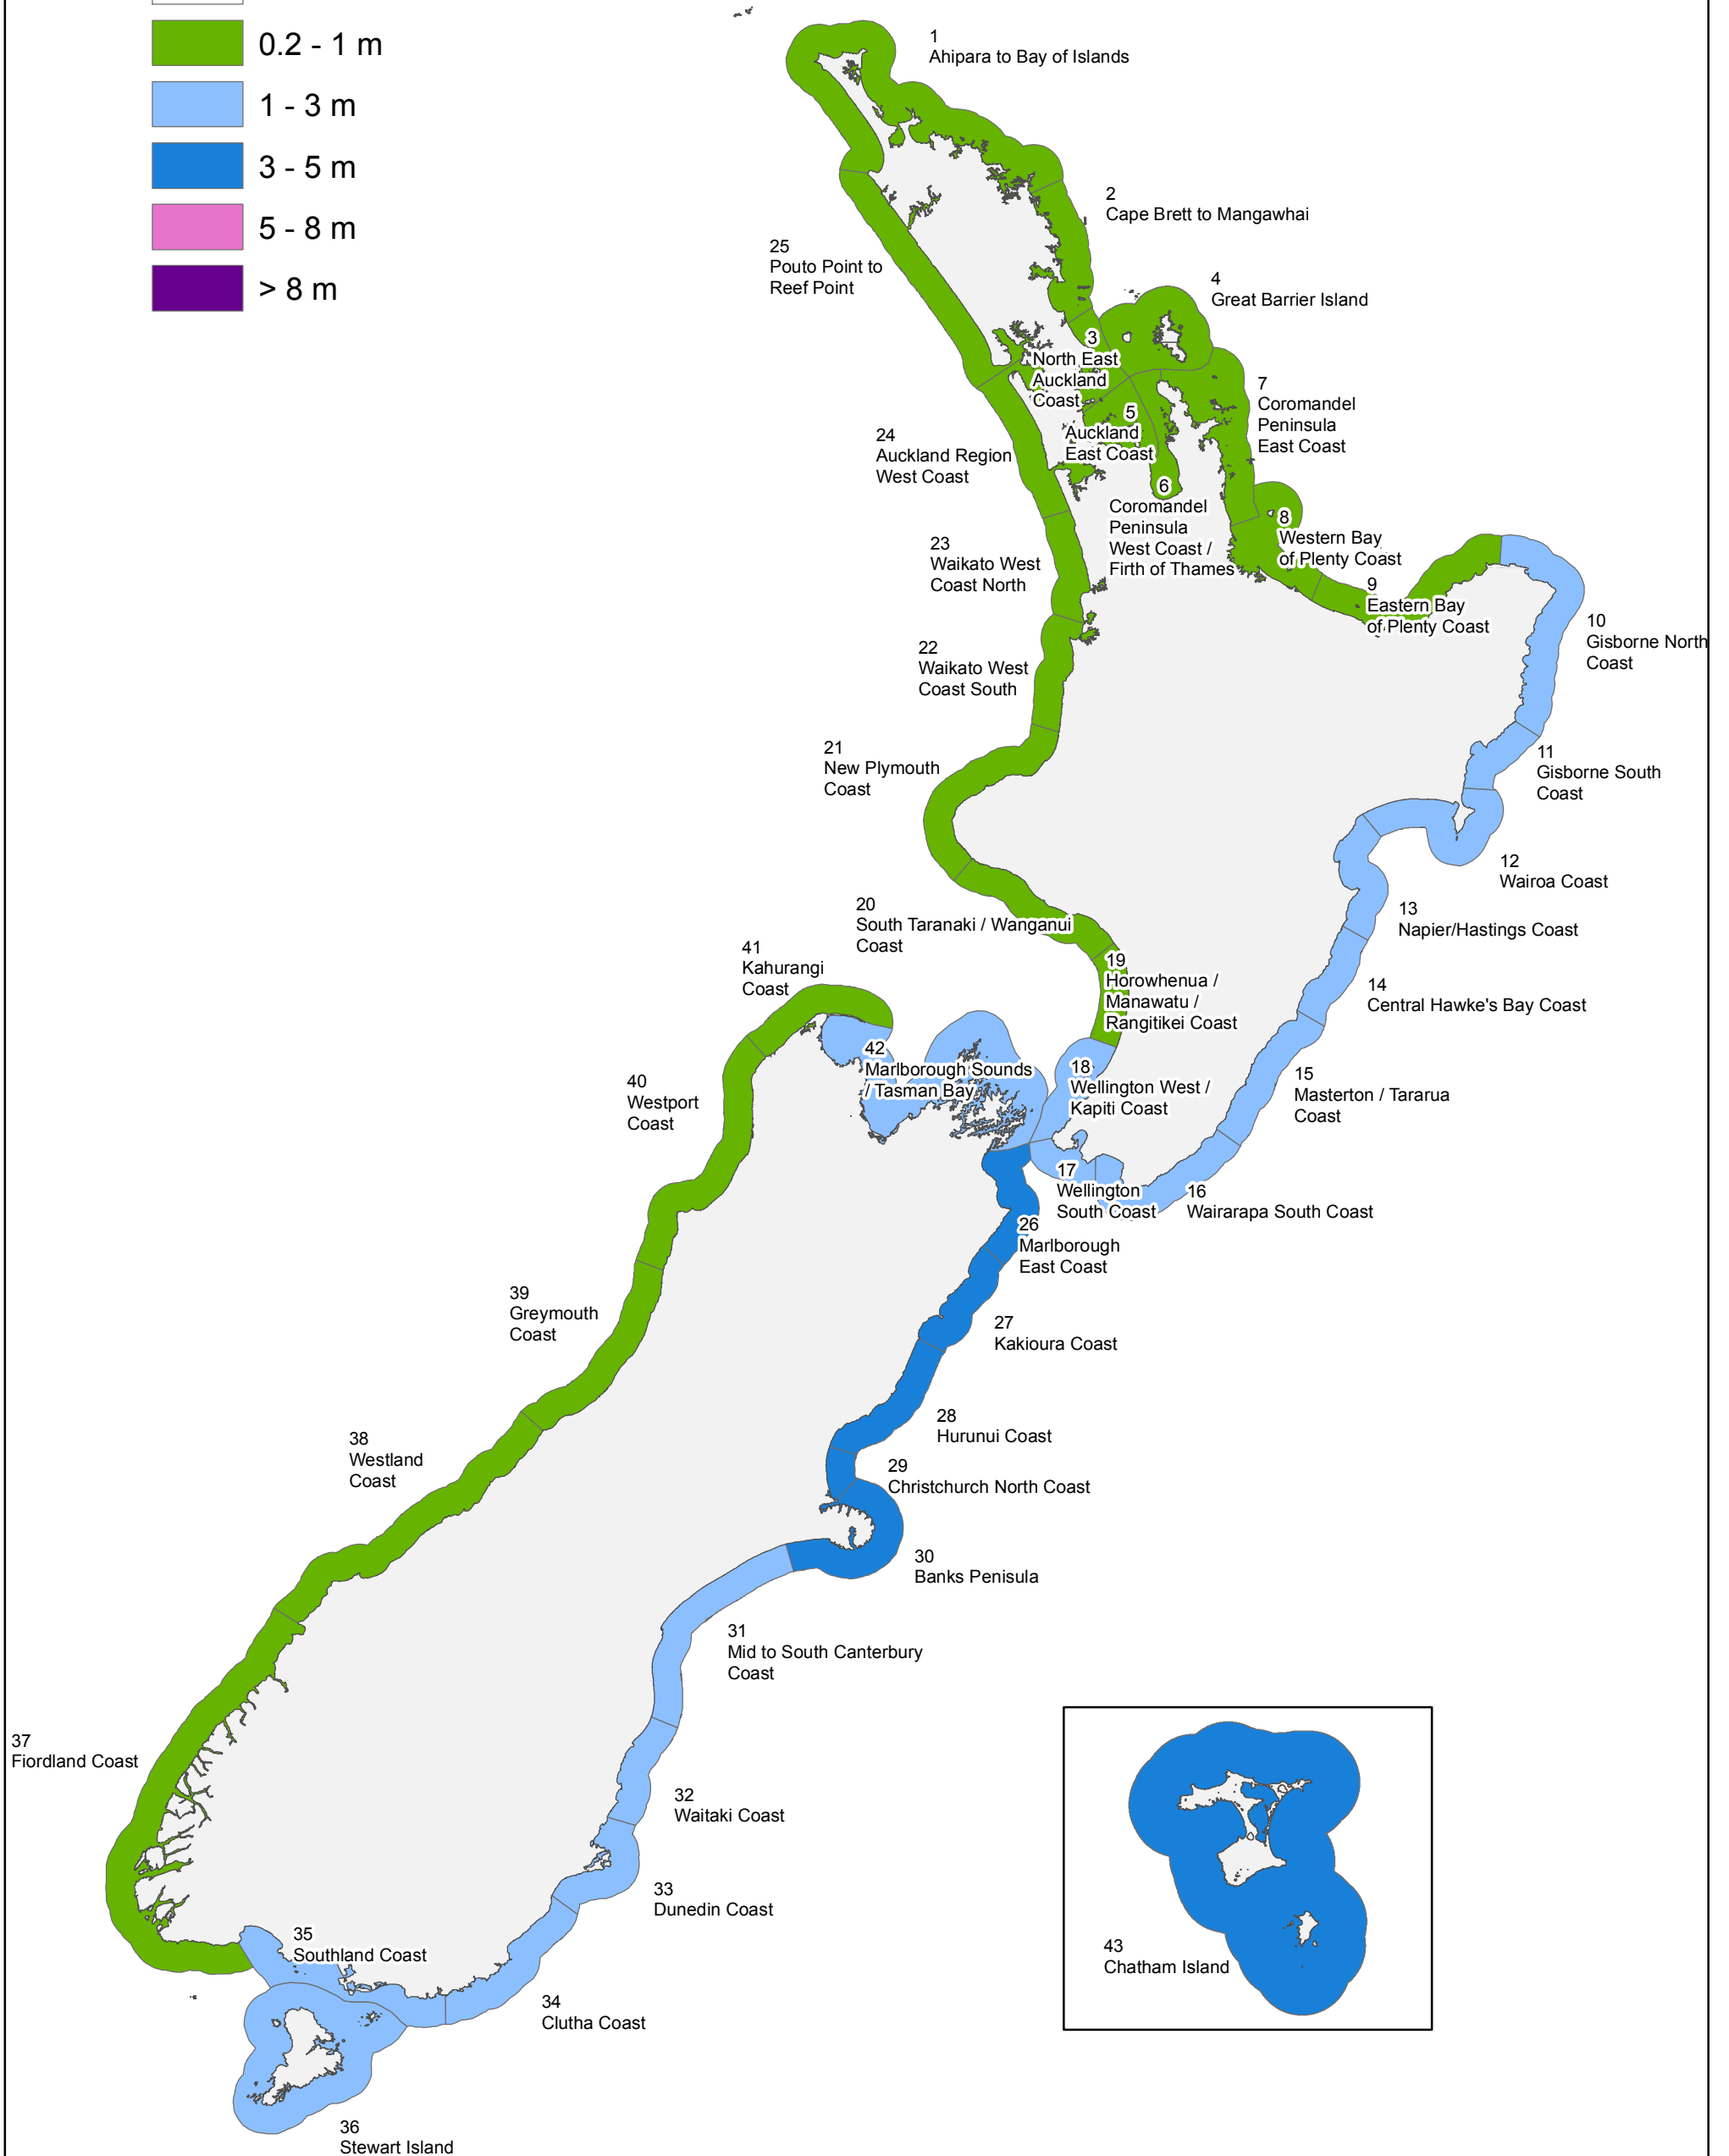 0.2 - 1 m
1 - 3 m
3 - 5 m
5 - 8 m
> 8 m
1
Ahipara to Bay of Islands
2
Cape Brett to Mangawhai
25
Pouto Point to
Reef Point
4
Great Barrier Island
3
North East
Auckland
Coast
7
Coromandel
Peninsula
East Coast
5
Auckland
East Coast
24
Auckland Region
West Coast
6
Coromandel
Peninsula
West Coast /
Firth of Thames
8
Western Bay
of Plenty Coast
23
Waikato West
Coast North
9
Eastern Bay
of Plenty Coast
10
Gisborne North
Coast
22
Waikato West
Coast South
21
New Plymouth
Coast
11
Gisborne South
Coast
12
Wairoa Coast
20
South Taranaki / Wanganui
Coast
13
Napier/Hastings Coast
41
Kahurangi
Coast
19
Horowhenua /
Manawatu /
Rangitikei Coast
14
Central Hawke's Bay Coast
42
Marlborough Sounds
/ Tasman Bay
18
Wellington West /
Kapiti Coast
15
Masterton / Tararua
Coast
40
Westport
Coast
17
Wellington
South Coast
16
Wairarapa South Coast
26
Marlborough
East Coast
39
Greymouth
Coast
27
Kakioura Coast
28
Hurunui Coast
38
Westland
Coast
29
Christchurch North Coast
30
Banks Penisula
31
Mid to South Canterbury
Coast
37
Fiordland Coast
32
Waitaki Coast
33
Dunedin Coast
35
Southland Coast
43
Chatham Island
34
Clutha Coast
36
Stewart Island